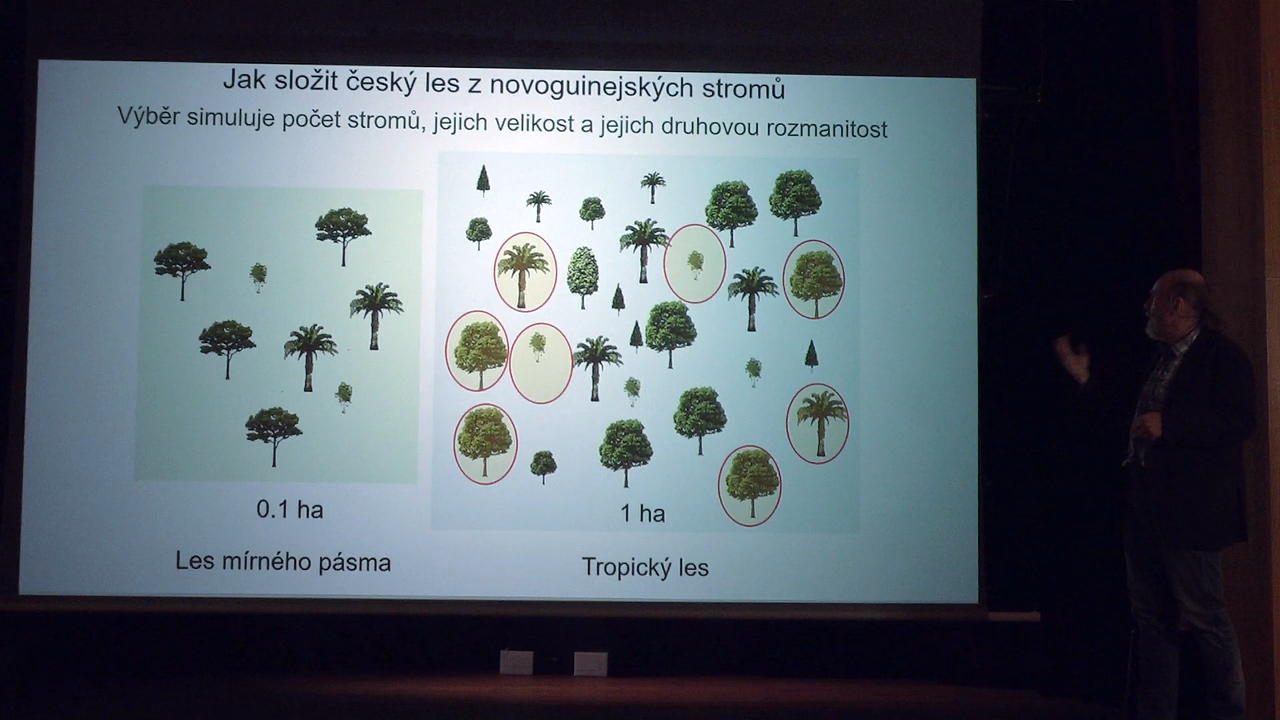 Jak složit český les z novoguinejských stromů
Výběr simuluje počet stromů, jejich velikost a jejich druhovou rozmanitost
0.1 ha
1 ha
Les mírného pásma
Tropický les